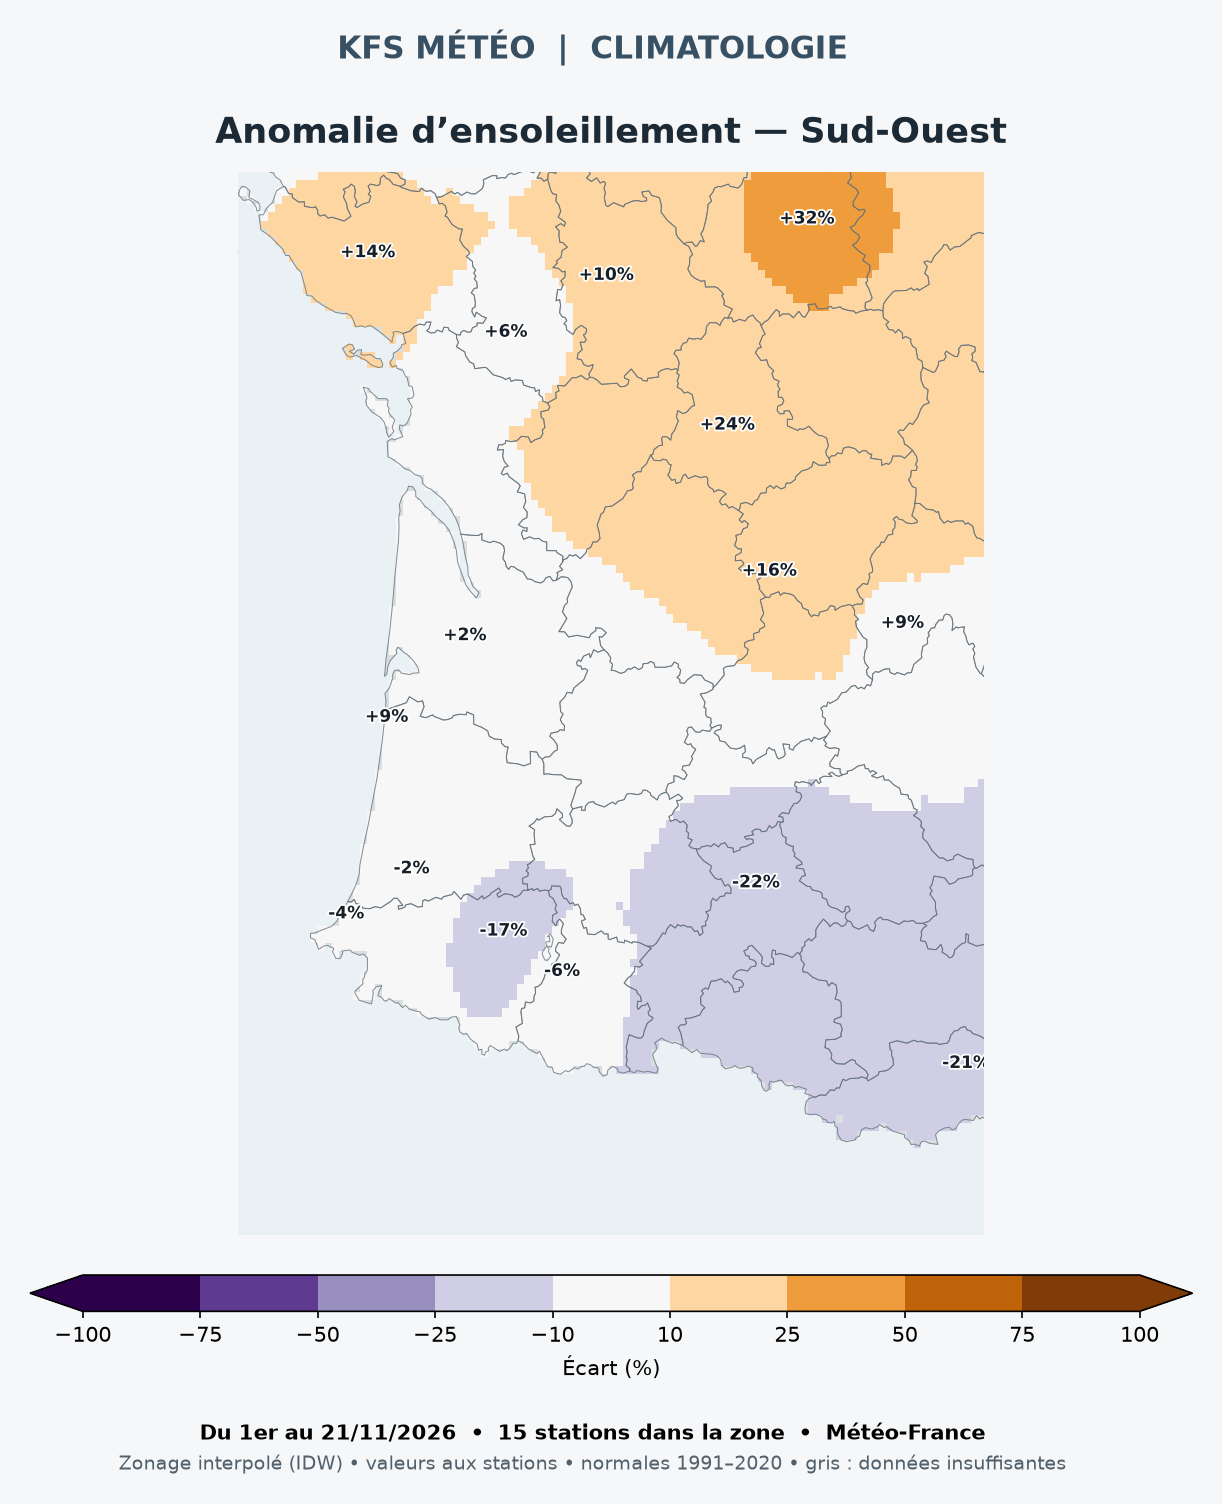 KFS MÉTÉO | CLIMATOLOGIE
Anomalie d’ensoleillement — Sud-Ouest
+32%
+14%
+10%
+6%
+24%
+16%
+9%
+2%
+9%
-2%
-22%
-4%
-17%
-6%
-21%
−100 −75 −50 −25 −10 10 25 50 75 100
Écart (%)
Du 1er au 21/11/2026 • 15 stations dans la zone • Météo-France
Zonage interpolé (IDW) • valeurs aux stations • normales 1991–2020 • gris : données insuffisantes